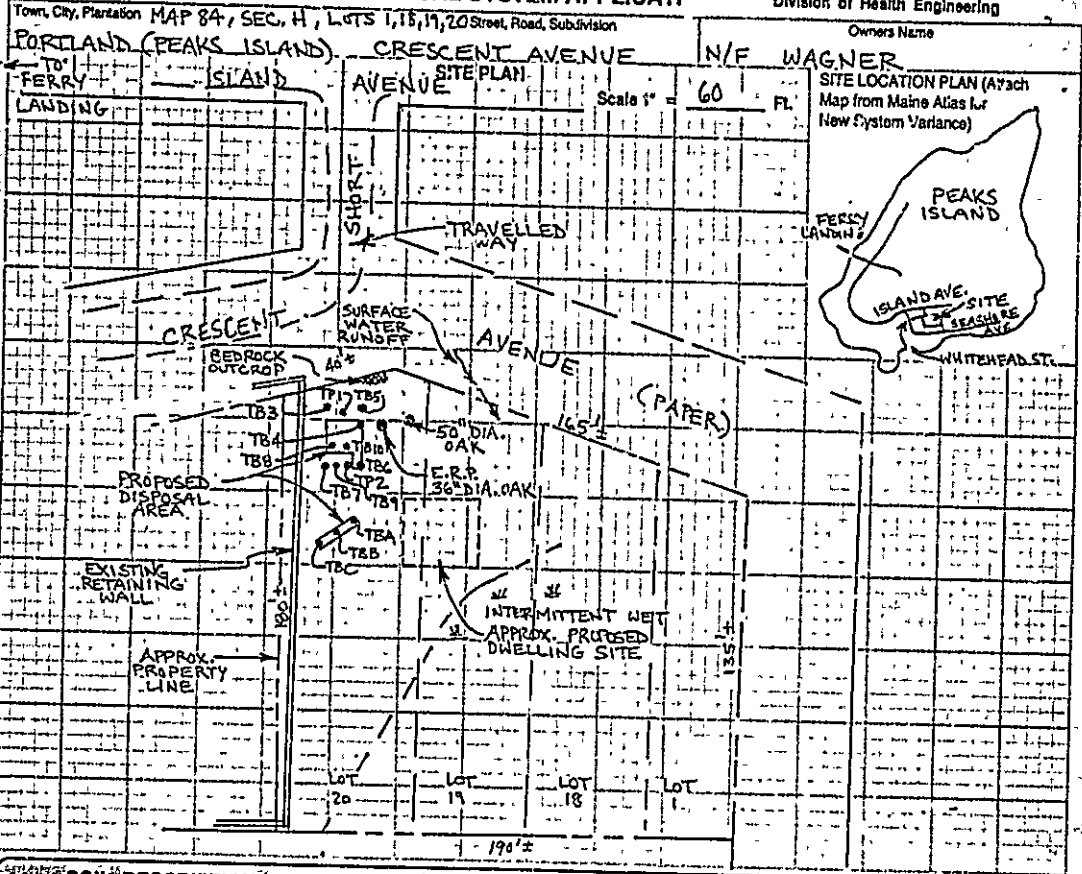 Division of Health Engineering
Town, City, Plantation MAP 84, SEC. H, LOTS 1,18,19,20 Street, Road, Subdivision
Owners Name
PORTLAND (PEAKS ISLAND) CRESCENT AVENUE
N/F WAGNER
TO FERRY LANDING
ISLAND AVENUE
SITE PLAN
Scale 1" = 60 Ft.
SITE LOCATION PLAN (Attach
Map from Maine Atlas for
New System Variance)
SHORT
TRAVELLED
WAY
PEAKS
ISLAND
FERRY
LANDING
ISLAND AVE.
SITE
SEASHORE
AVE
WHITEHEAD ST.
CRESCENT
AVENUE
(PAPER)
SURFACE
WATER
RUNOFF
BEDROCK
OUTCROP
40'±
TP1
TB5
TB3
TB4
TB8
TB10
TB6
TP2
TB7
TB9
50" DIA.
OAK
165'±
E.R.P.
36" DIA. OAK
PROPOSED
DISPOSAL
AREA
TBA
TBB
TBC
EXISTING
RETAINING
WALL
180'±
INTERMITTENT WET
APPROX. PROPOSED
DWELLING SITE
135'±
APPROX.
PROPERTY
LINE
LOT
20
LOT
19
LOT
18
LOT
1
190'±